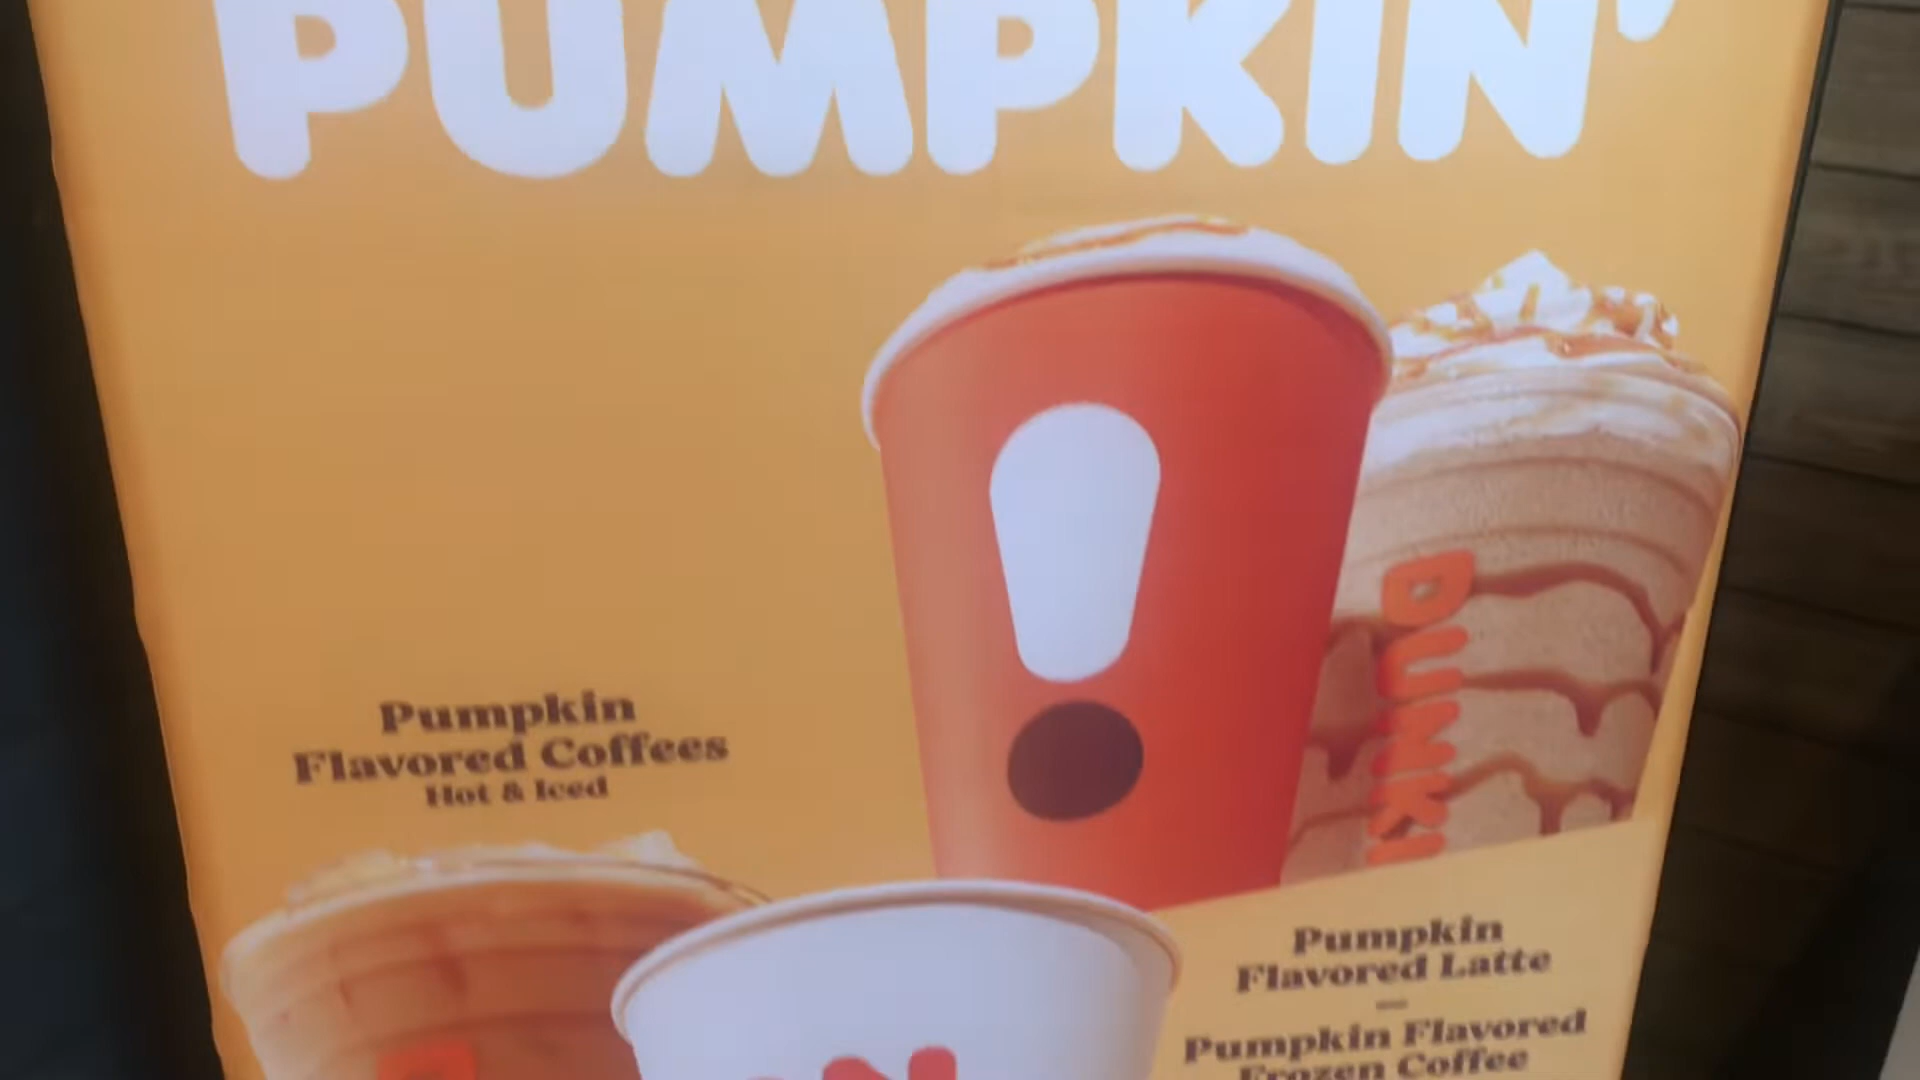 PUMPKIN'
Pumpkin
Flavored Coffees
Hot & Iced
DUNKI
Pumpkin
Flavored Latte
—
Pumpkin Flavored
Frozen Coffee